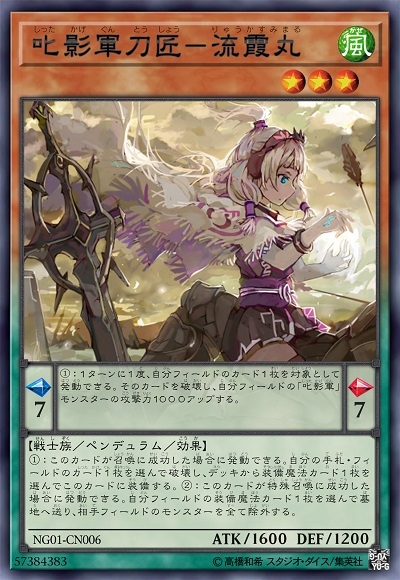 しった かげ ぐん とう しょう りゅうかすみまる
叱影軍刀匠－流霞丸
かぜ
風
①：1ターンに1度、自分フィールドのカード1枚を対象として
発動できる。そのカードを破壊し、自分フィールドの「叱影軍」
モンスターの攻撃力1000アップする。
7 7
【戦士族／ペンデュラム／効果】
①：このカードが召喚に成功した場合に発動できる。自分の手札・フィ
ールドのカード1枚を選んで破壊し、デッキから装備魔法カード1枚を
選んでこのカードに装備する。②：このカードが特殊召喚に成功した
場合に発動できる。自分フィールドの装備魔法カード1枚を選んで墓
地へ送り、相手フィールドのモンスターを全て除外する。
NG01-CN006 ATK/1600 DEF/1200
57384383 ©高橋和希 スタジオ・ダイス/集英社